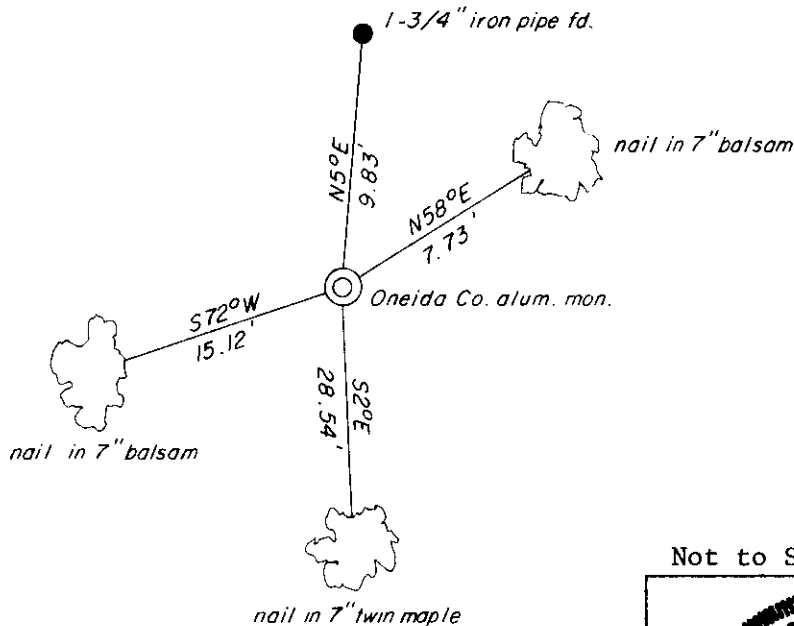 1-3/4" iron pipe fd.
N5°E
9.83'
nail in 7" balsam
N58°E
7.73'
Oneida Co. alum. mon.
S72°W
15.12'
S2°E
28.54'
nail in 7" balsam
nail in 7" twin maple
Not to S